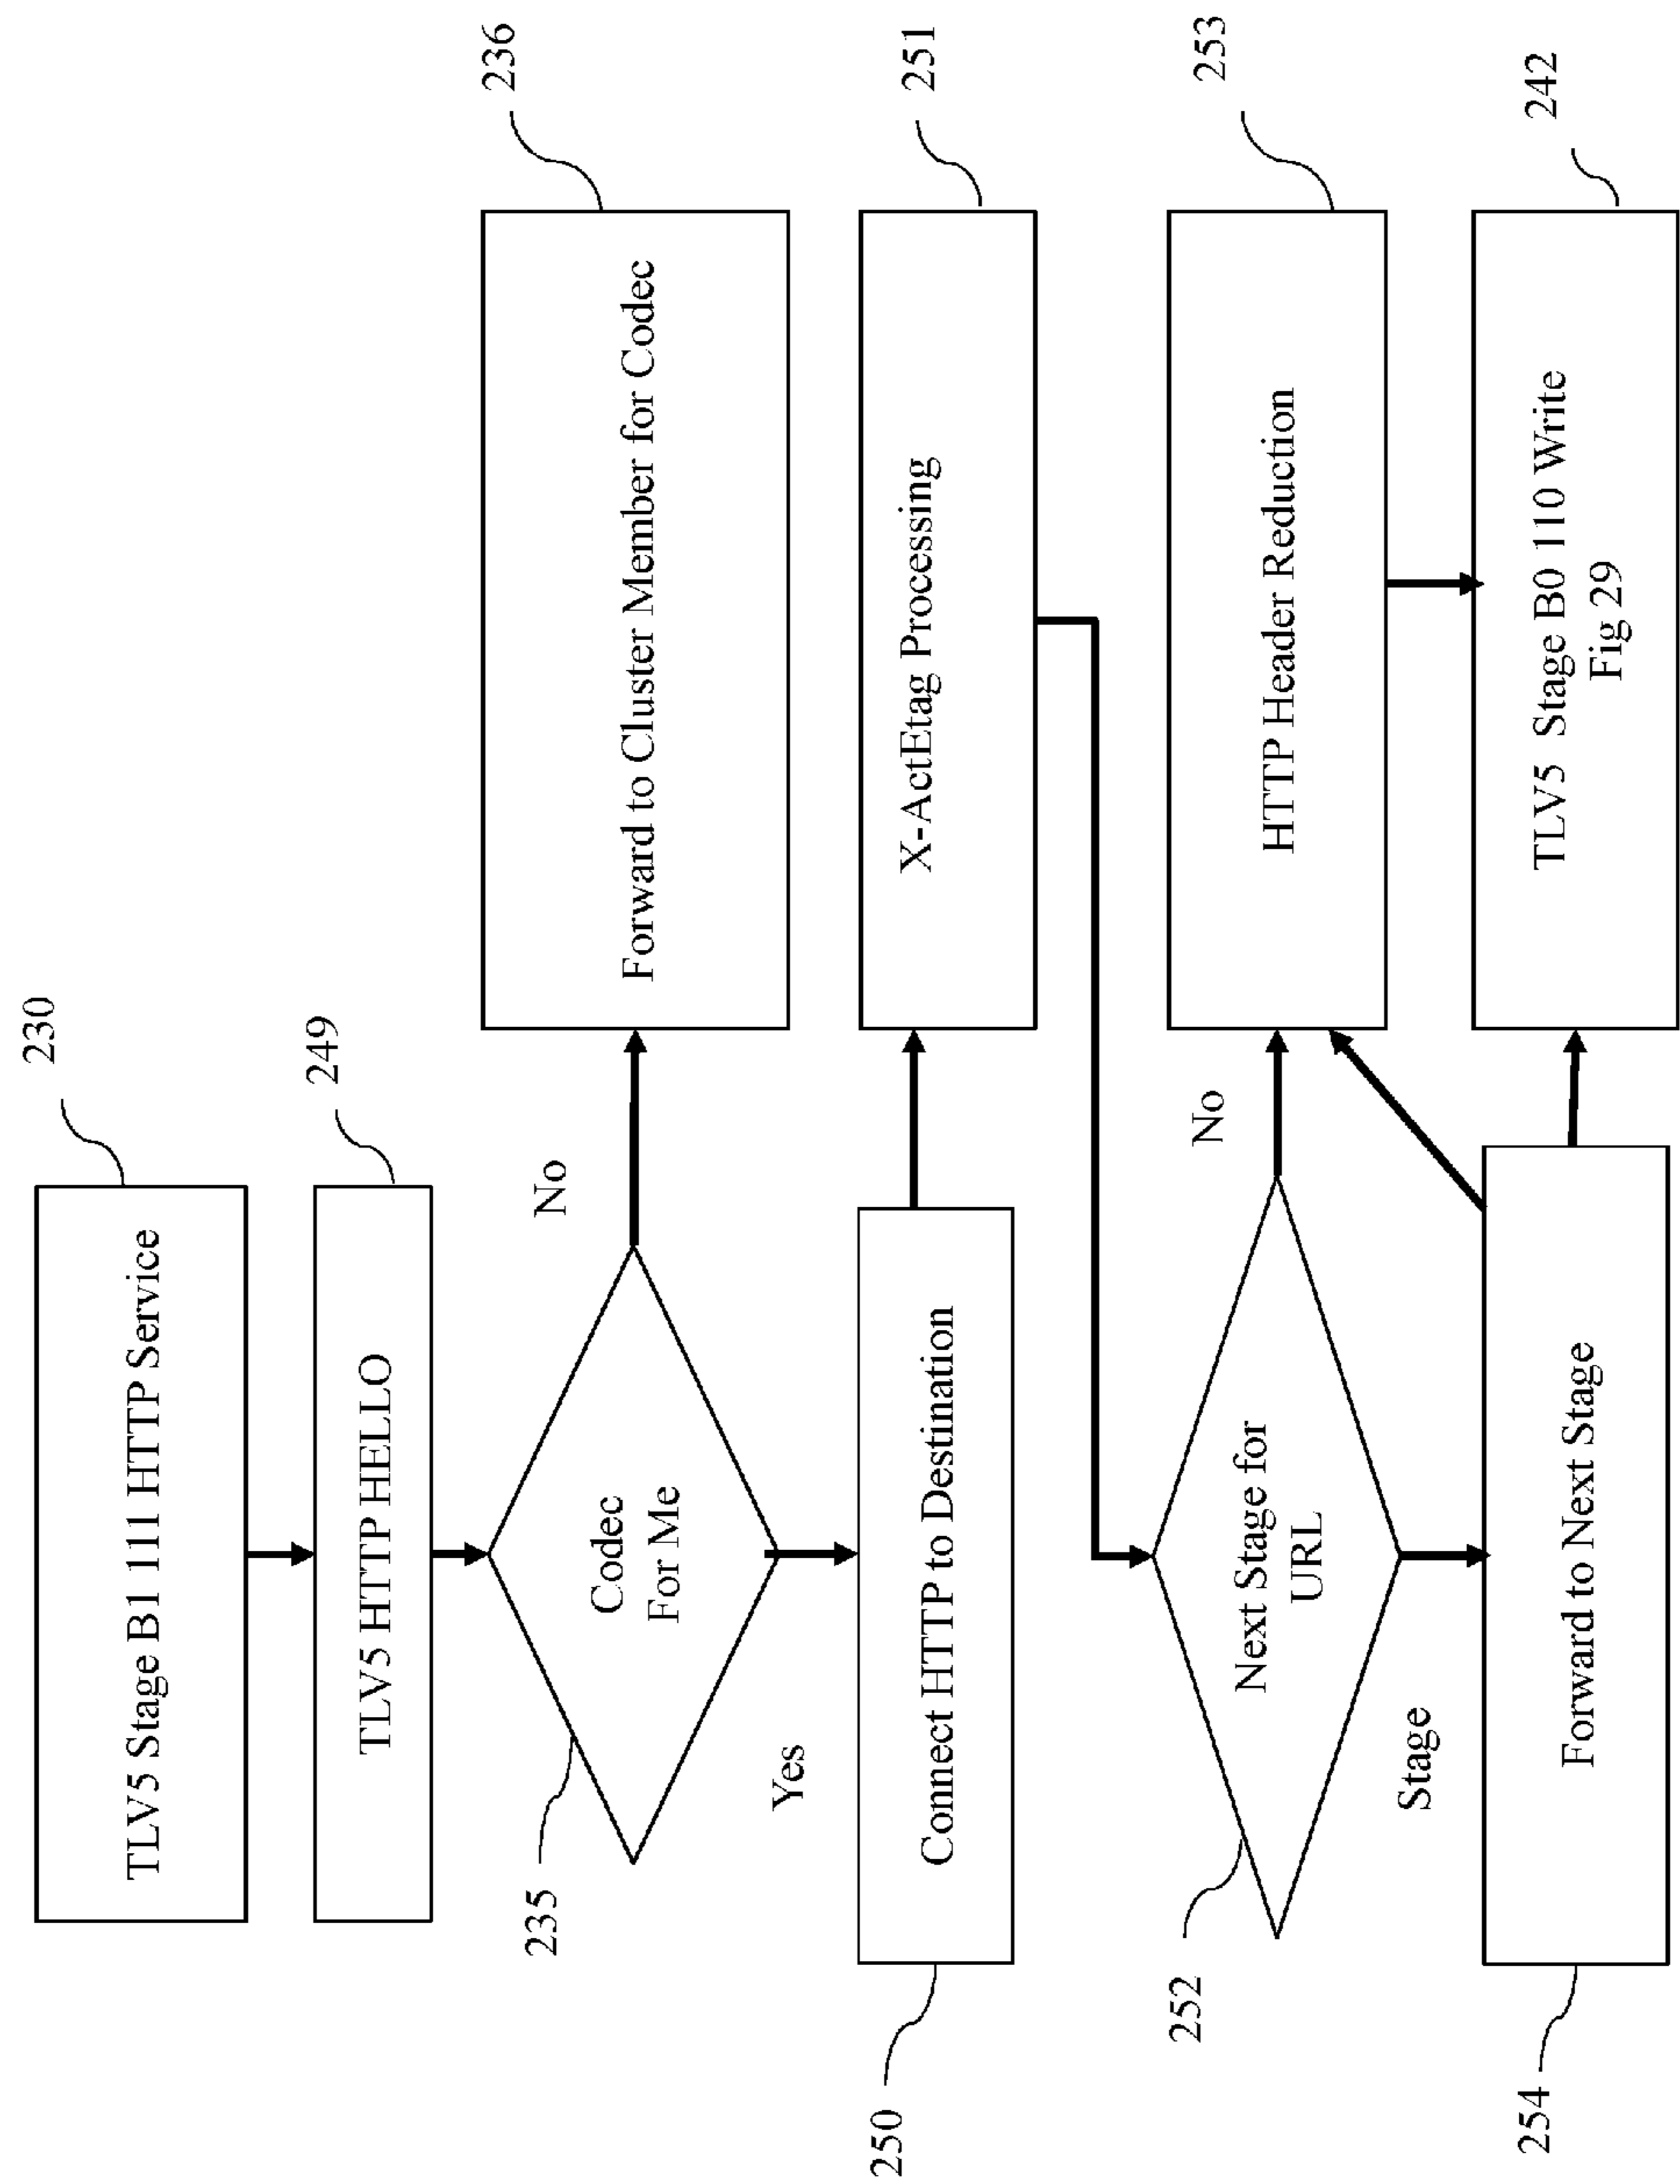 230
TLV5 Stage B1 111 HTTP Service
249
TLV5 HTTP HELLO
235
Codec
For Me
No
236
Forward to Cluster Member for Codec
Yes
250
Connect HTTP to Destination
251
X-ActEtag Processing
252
Next Stage for
URL
No
253
HTTP Header Reduction
Stage
254
Forward to Next Stage
242
TLV5 Stage B0 110 Write
Fig 29